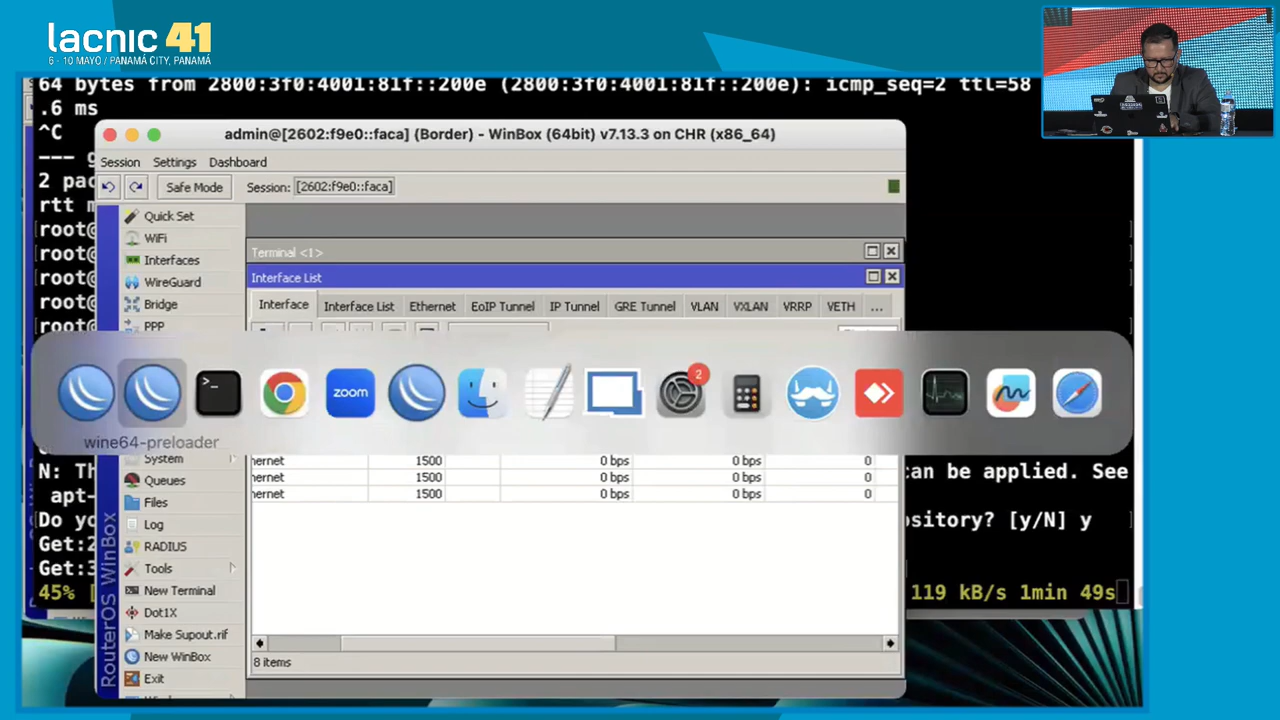 lacnic 41
6 - 10 MAYO / PANAMÁ CITY, PANAMÁ
64 bytes from 2800:3f0:4001:81f::200e (2800:3f0:4001:81f::200e): icmp_seq=2 ttl=58
.6 ms
^C
---
2 pac
rtt m
root@
root@
root@
root@
root@
admin@[2602:f9e0::faca] (Border) - WinBox (64bit) v7.13.3 on CHR (x86_64)
Session Settings Dashboard
Safe Mode Session: [2602:f9e0::faca]
Quick Set
WiFi
Interfaces
WireGuard
Bridge
PPP
Terminal <1>
Interface List
Interface Interface List Ethernet EoIP Tunnel IP Tunnel GRE Tunnel VLAN VXLAN VRRP VETH ...
>_
zoom
2
wine64-preloader
System
Queues
Files
Log
RADIUS
Tools
New Terminal
Dot1X
Make Supout.rif
New WinBox
Exit
RouterOS WinBox
hernet 1500 0 bps 0 bps 0
hernet 1500 0 bps 0 bps 0
hernet 1500 0 bps 0 bps 0
8 items
N: Th can be applied. See
apt-
Do yo ository? [y/N] y
Get:2
Get:3
45% [ 119 kB/s 1min 49s